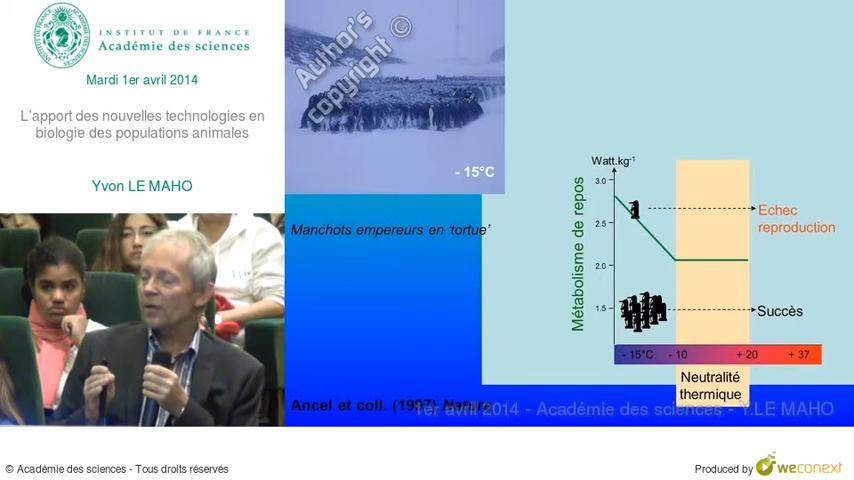 INSTITUT DE FRANCE
Académie des sciences
Mardi 1er avril 2014
L'apport des nouvelles technologies en
biologie des populations animales
Yvon LE MAHO
Author's
copyright ©
- 15°C
Manchots empereurs en 'tortue'
Watt.kg-1
3.0
2.5
2.0
1.5
Métabolisme de repos
Echec
reproduction
Succès
- 15°C - 10 + 20 + 37
Neutralité
thermique
Ancel et coll. (1997) Nature
1er avril 2014 - Académie des sciences - Y.LE MAHO
© Académie des sciences - Tous droits réservés
Produced by weconext